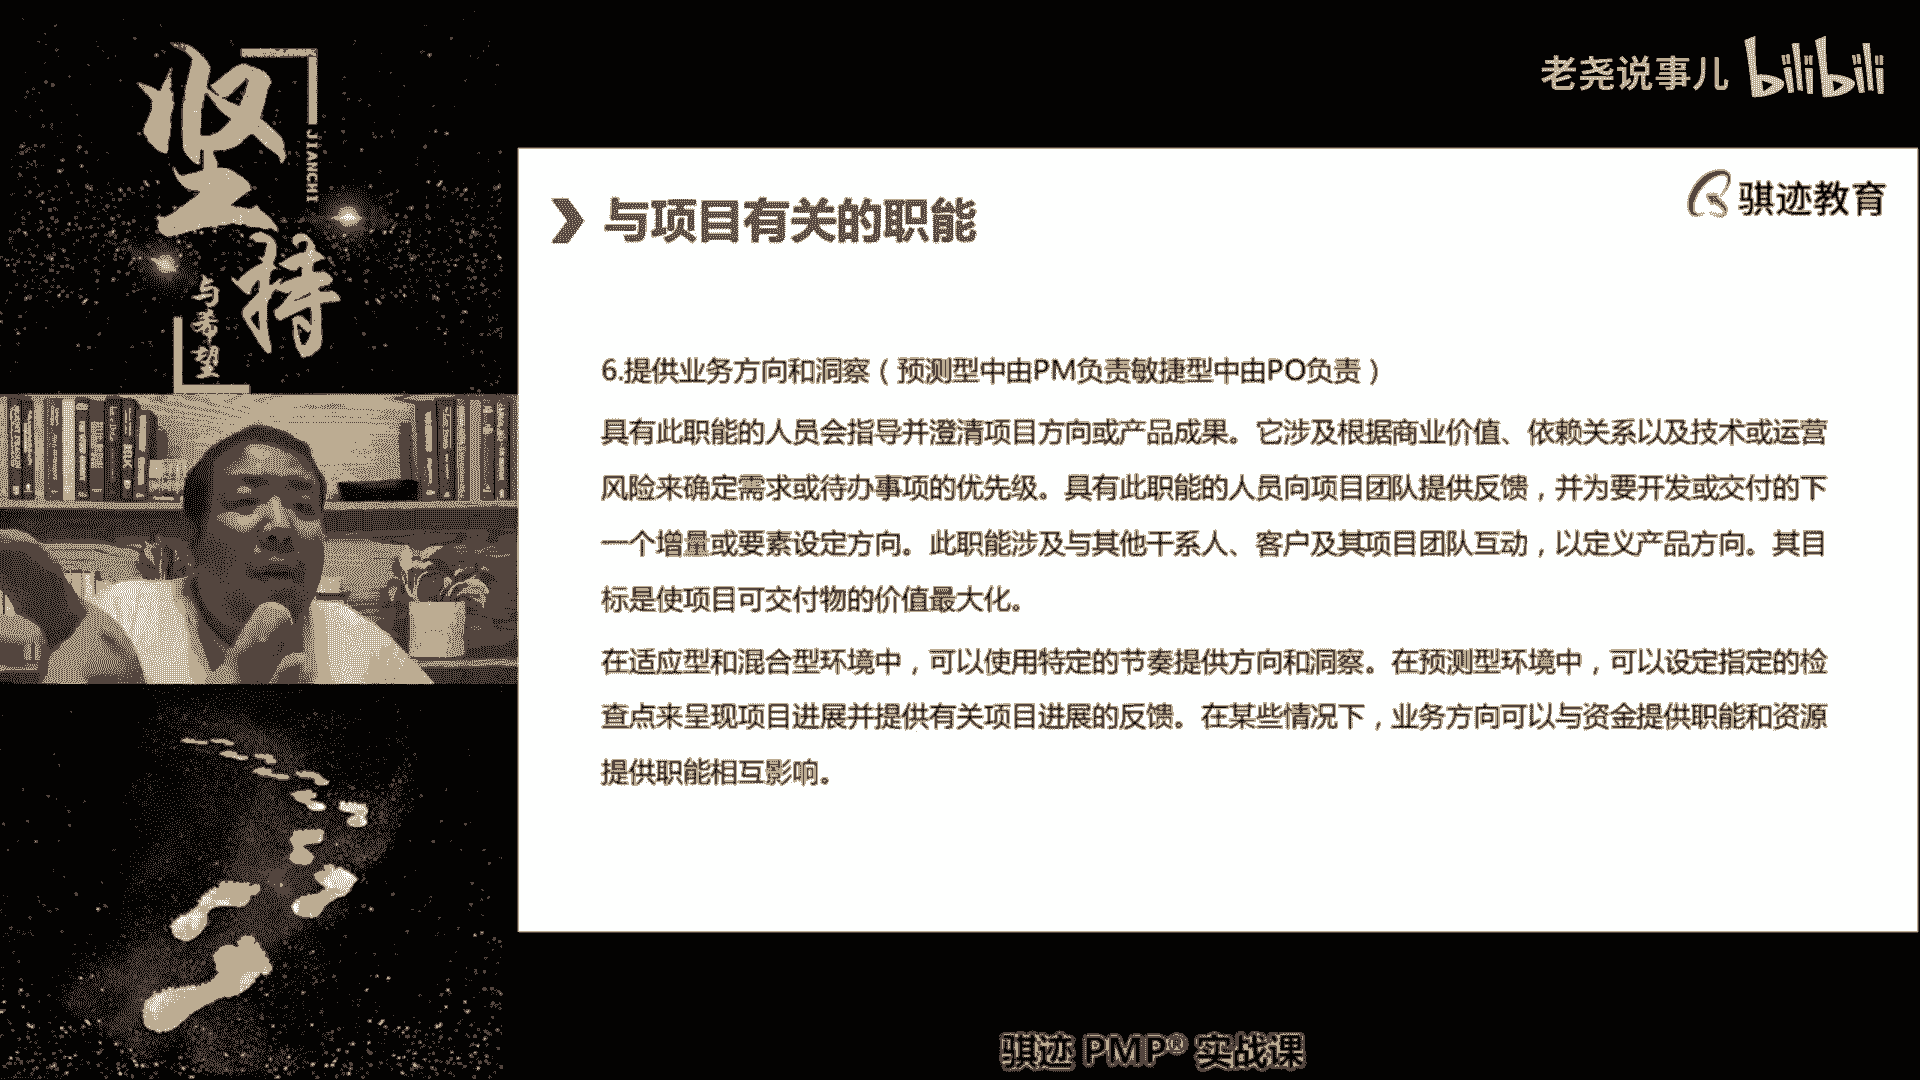 坚持
JIANCHI
与希望
老尧说事儿 bilibili
骐迹教育
与项目有关的职能
6.提供业务方向和洞察（预测型中由PM负责敏捷型中由PO负责）
具有此职能的人员会指导并澄清项目方向或产品成果。它涉及根据商业价值、依赖关系以及技术或运营
风险来确定需求或待办事项的优先级。具有此职能的人员向项目团队提供反馈，并为要开发或交付的下
一个增量或要素设定方向。此职能涉及与其他干系人、客户及其项目团队互动，以定义产品方向。其目
标是使项目可交付物的价值最大化。
在适应型和混合型环境中，可以使用特定的节奏提供方向和洞察。在预测型环境中，可以设定指定的检
查点来呈现项目进展并提供有关项目进展的反馈。在某些情况下，业务方向可以与资金提供职能和资源
提供职能相互影响。
骐迹 PMP® 实战课